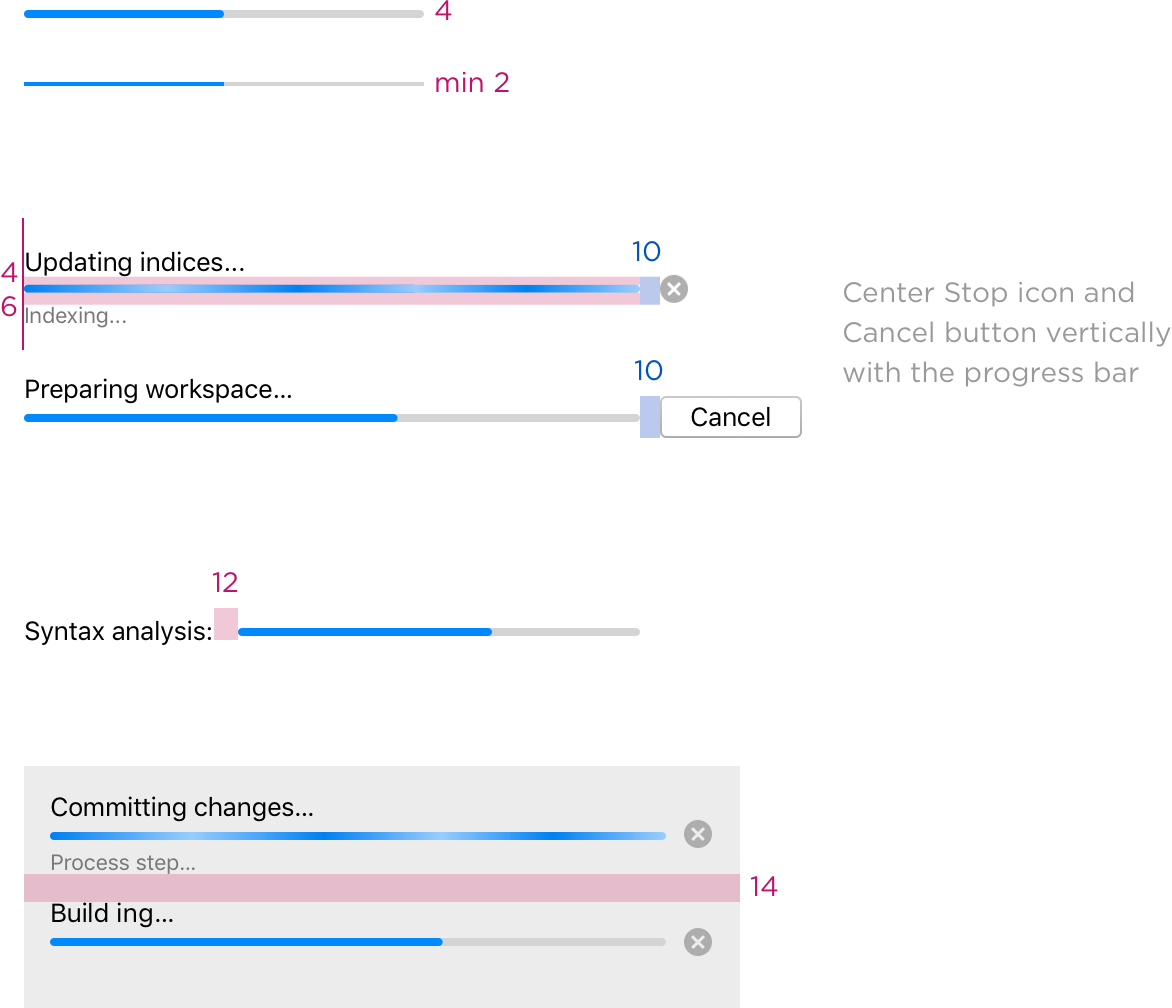 4
min 2
10
Updating indices...
4
6
Indexing...
Center Stop icon and
Cancel button vertically
with the progress bar
10
Preparing workspace...
Cancel
12
Syntax analysis:
Committing changes...
Process step...
14
Build ing...